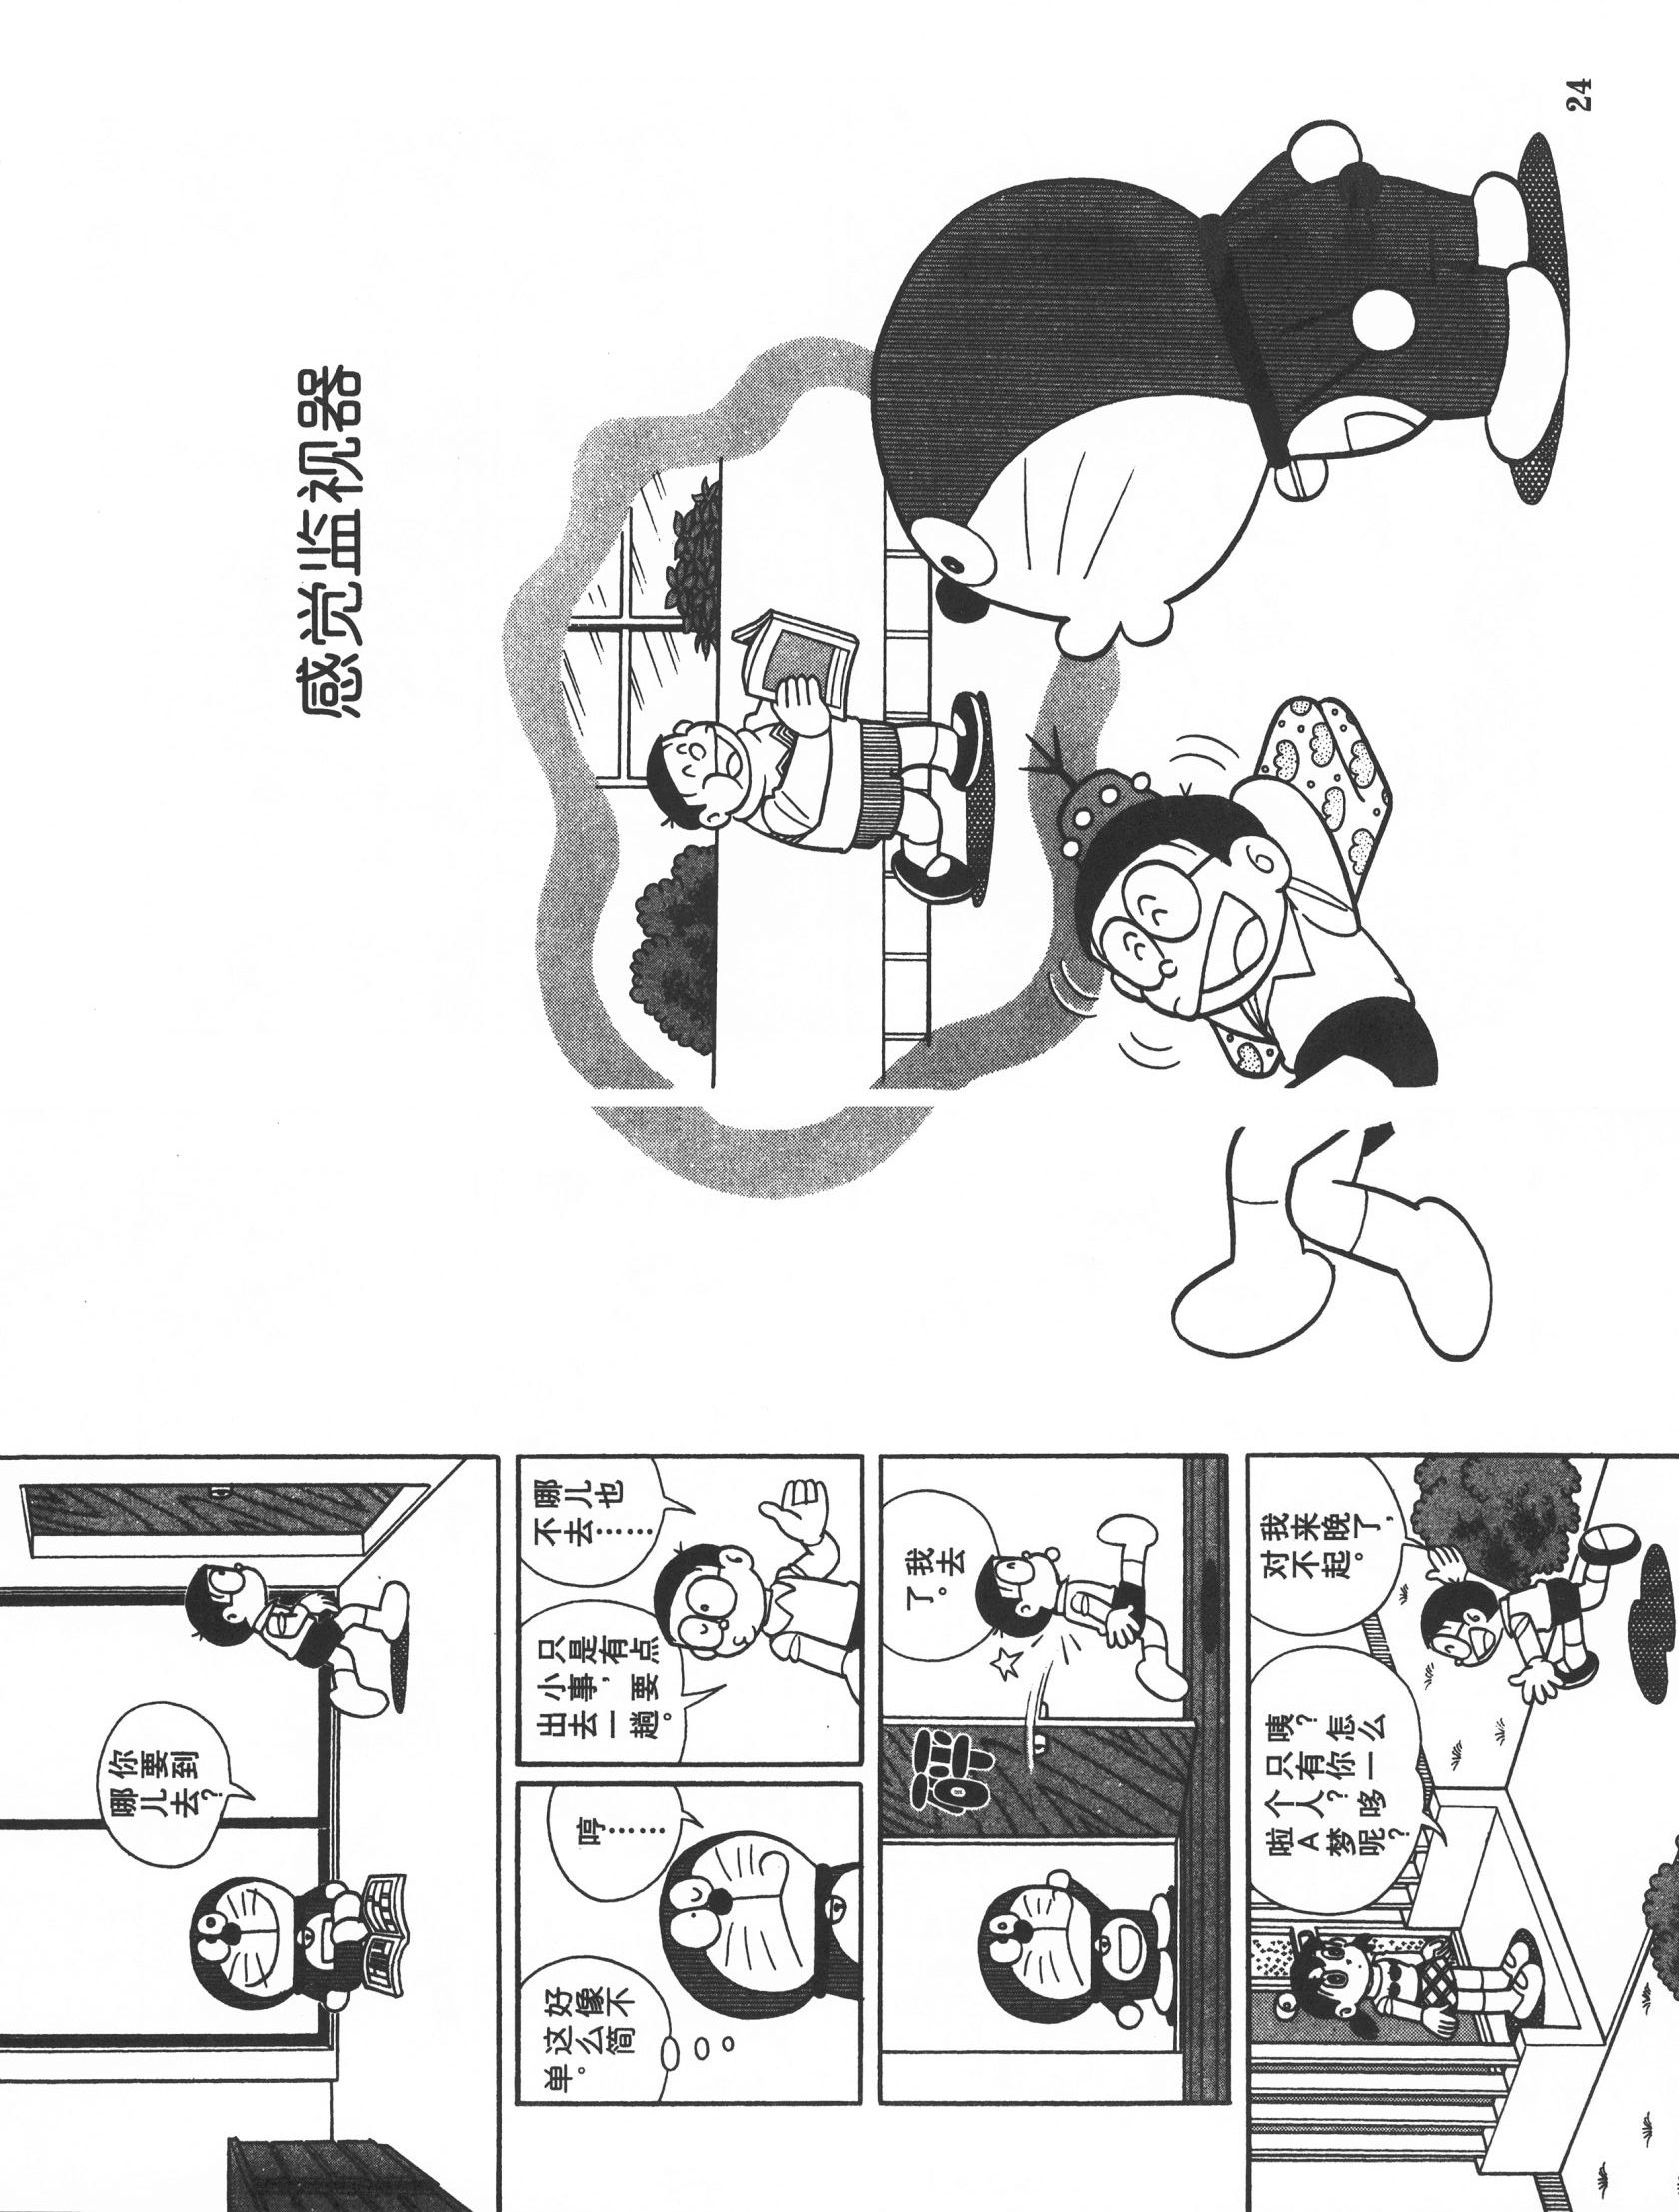 感觉监视器
24
你要到
哪儿去？
哪儿也
不去……
只是有点
小事，要
出去一趟。
哼……
好像不
这么简
单。
我去
了。
我来晚了，
对不起。
咦？怎么
只有你一
个人？哆
啦A梦呢？